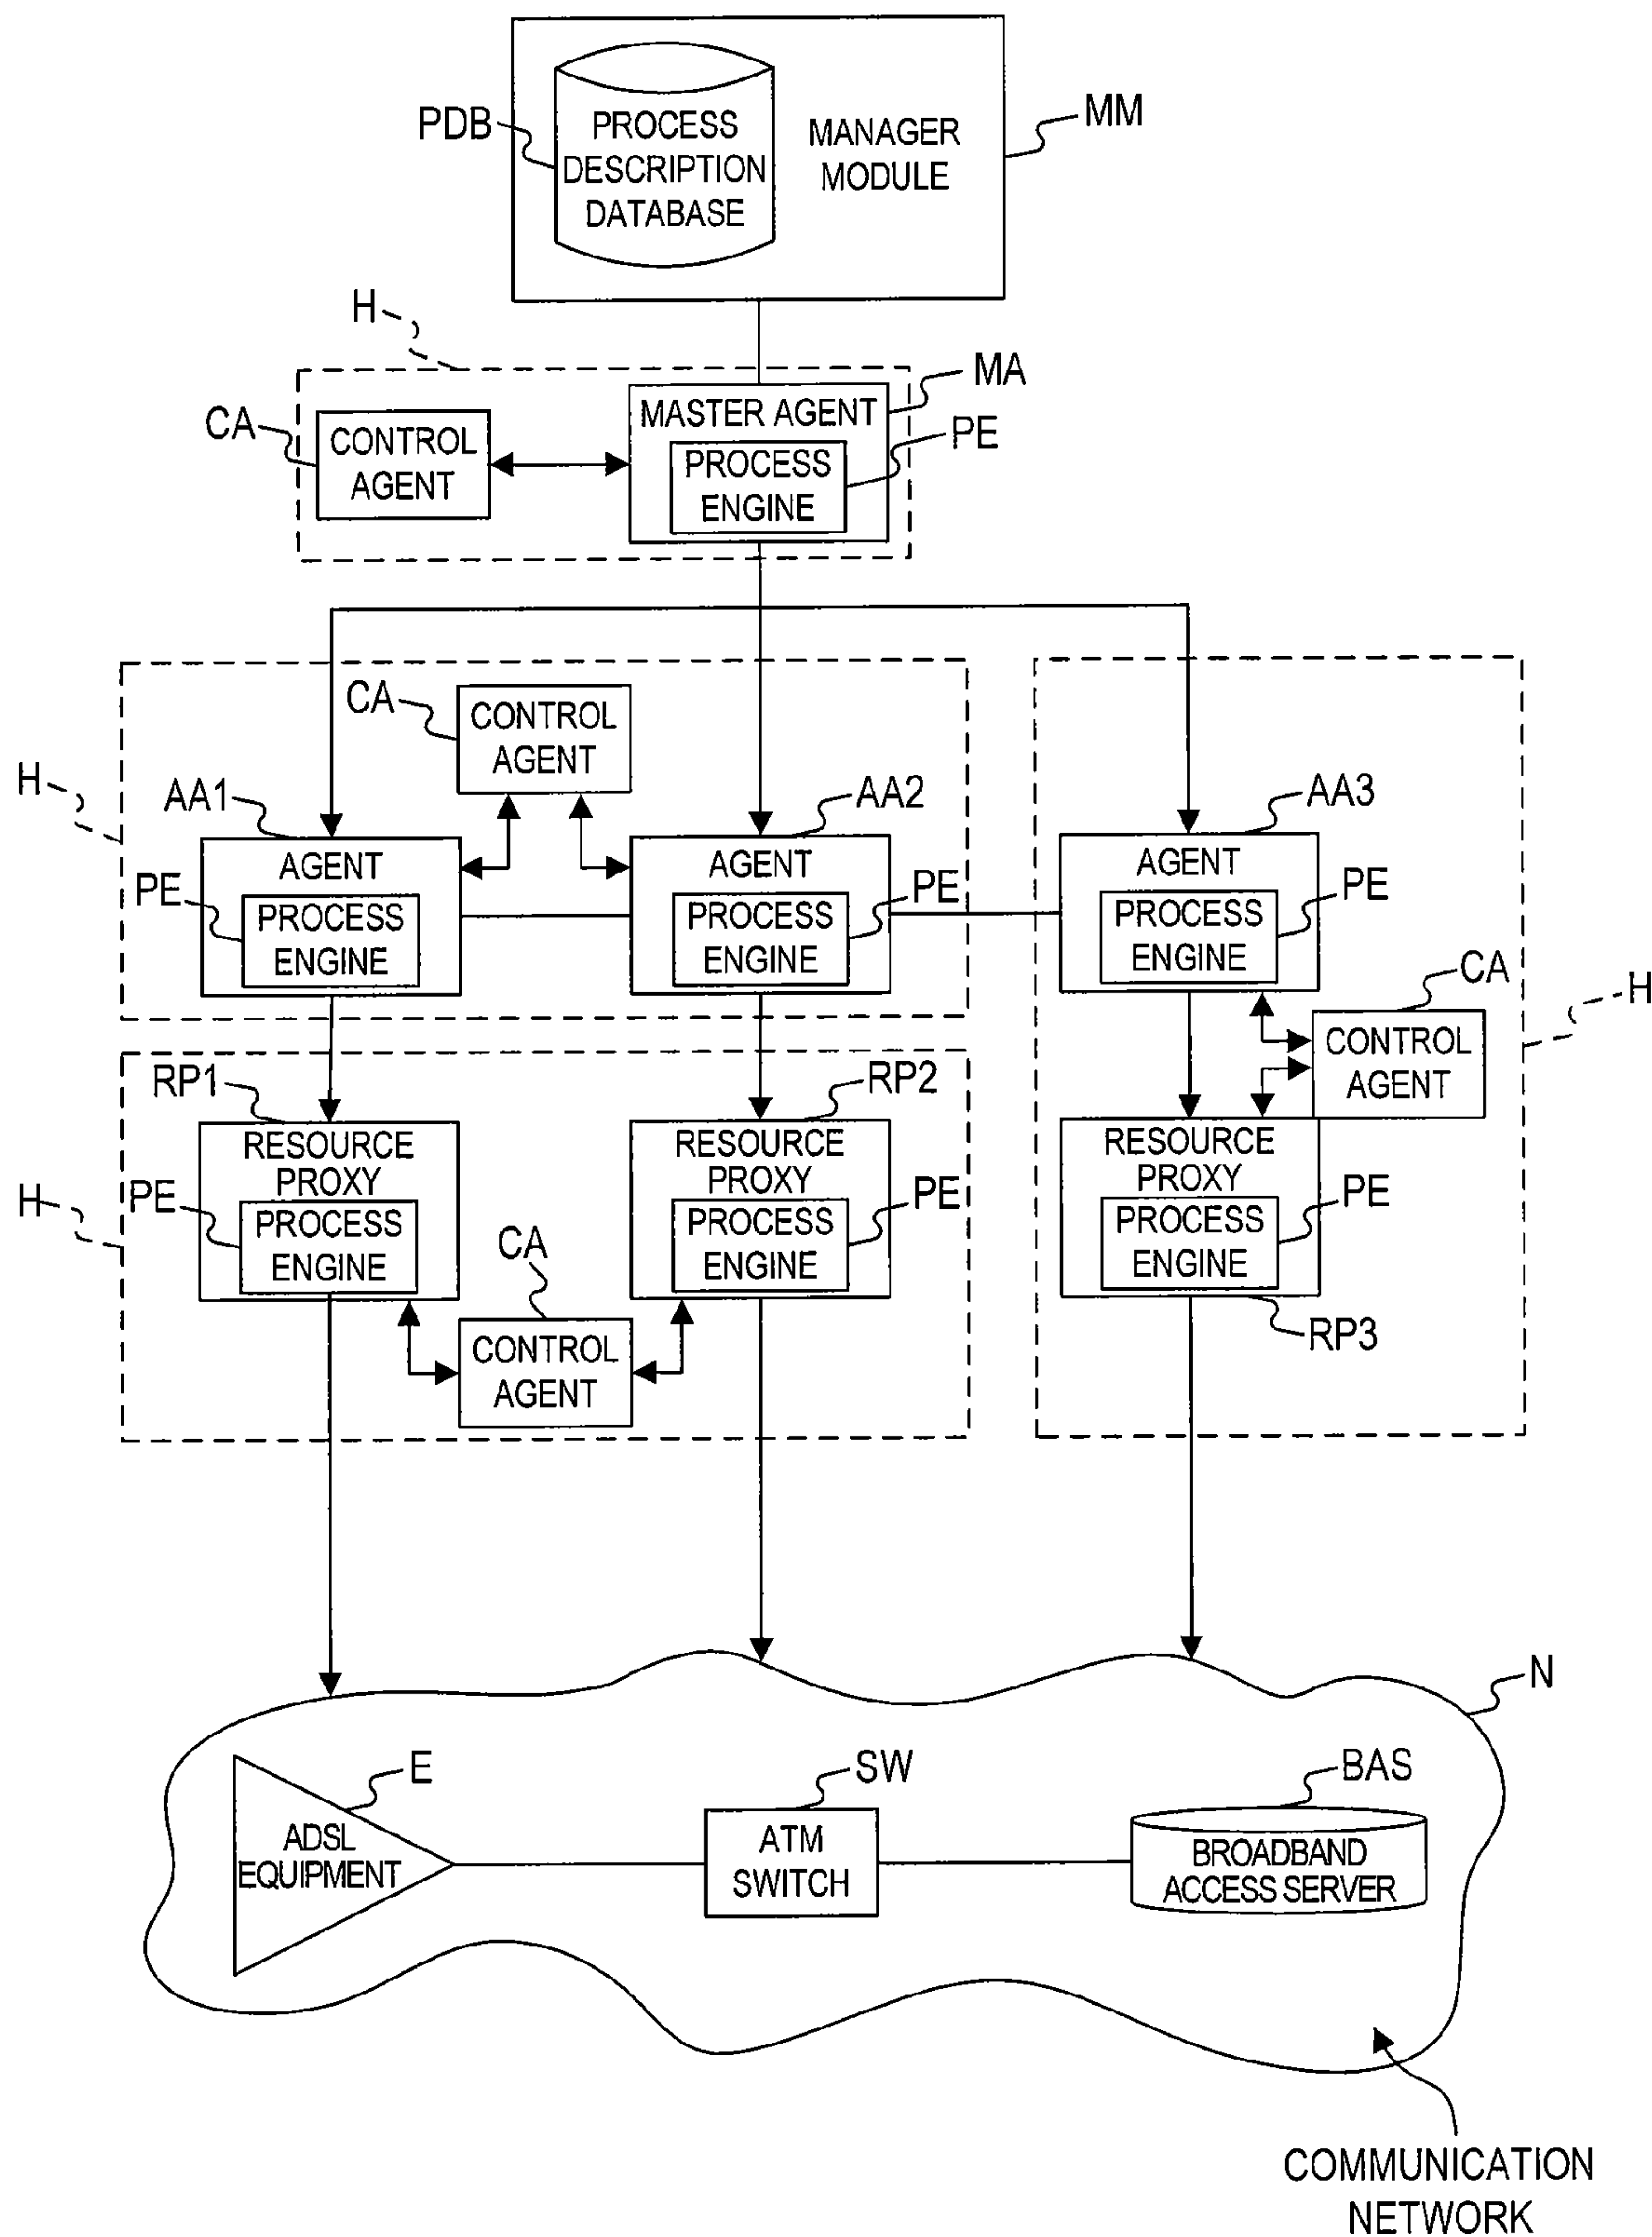 PDB
PROCESS
DESCRIPTION
DATABASE
MANAGER
MODULE
MM
H
CA
CONTROL
AGENT
MASTER AGENT
PROCESS
ENGINE
MA
PE
H
CA
CONTROL
AGENT
AA1
AGENT
PE
PROCESS
ENGINE
AA2
AGENT
PE
PROCESS
ENGINE
AA3
AGENT
PE
PROCESS
ENGINE
CA
CONTROL
AGENT
H
H
RP1
RESOURCE
PROXY
PE
PROCESS
ENGINE
CA
CONTROL
AGENT
RP2
RESOURCE
PROXY
PE
PROCESS
ENGINE
RESOURCE
PROXY
PE
PROCESS
ENGINE
RP3
N
E
ADSL
EQUIPMENT
SW
ATM
SWITCH
BAS
BROADBAND
ACCESS SERVER
COMMUNICATION
NETWORK